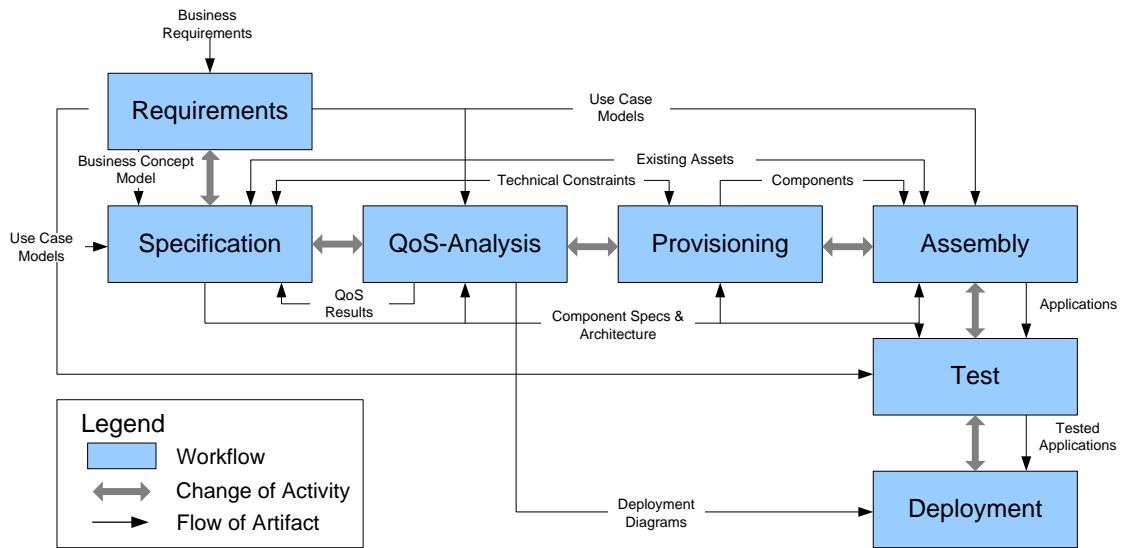 Business
Requirements
Requirements
Use Case
Models
Business Concept
Model
Existing Assets
Technical Constraints
Components
Use Case
Models
Specification
QoS-Analysis
Provisioning
Assembly
QoS
Results
Component Specs &
Architecture
Applications
Test
Legend
Workflow
Change of Activity
Flow of Artifact
Tested
Applications
Deployment
Diagrams
Deployment